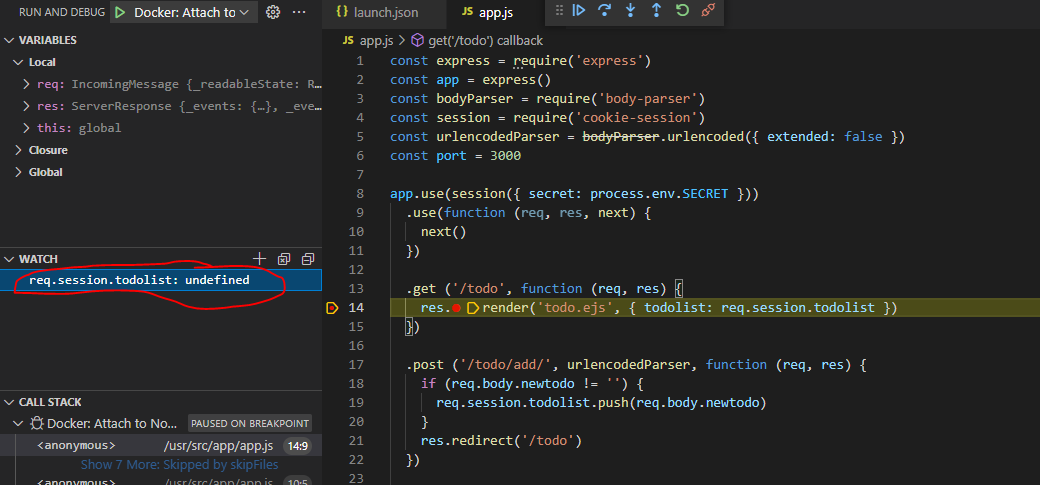 RUN AND DEBUG Docker: Attach to
VARIABLES
Local
req: IncomingMessage {_readableState: R…
res: ServerResponse {_events: {…}, _eve…
this: global
Closure
Global
WATCH
req.session.todolist: undefined
CALL STACK
Docker: Attach to No... PAUSED ON BREAKPOINT
<anonymous> /usr/src/app/app.js 14:9
Show 7 More: Skipped by skipFiles
<anonymous> /usr/src/app/app.js 10:5
{} launch.json JS app.js
JS app.js > get('/todo') callback
1 const express = require('express')
2 const app = express()
3 const bodyParser = require('body-parser')
4 const session = require('cookie-session')
5 const urlencodedParser = bodyParser.urlencoded({ extended: false })
6 const port = 3000
7
8 app.use(session({ secret: process.env.SECRET }))
9 .use(function (req, res, next) {
10 next()
11 })
12
13 .get ('/todo', function (req, res) {
14 res.render('todo.ejs', { todolist: req.session.todolist })
15 })
16
17 .post ('/todo/add/', urlencodedParser, function (req, res) {
18 if (req.body.newtodo != '') {
19 req.session.todolist.push(req.body.newtodo)
20 }
21 res.redirect('/todo')
22 })
23